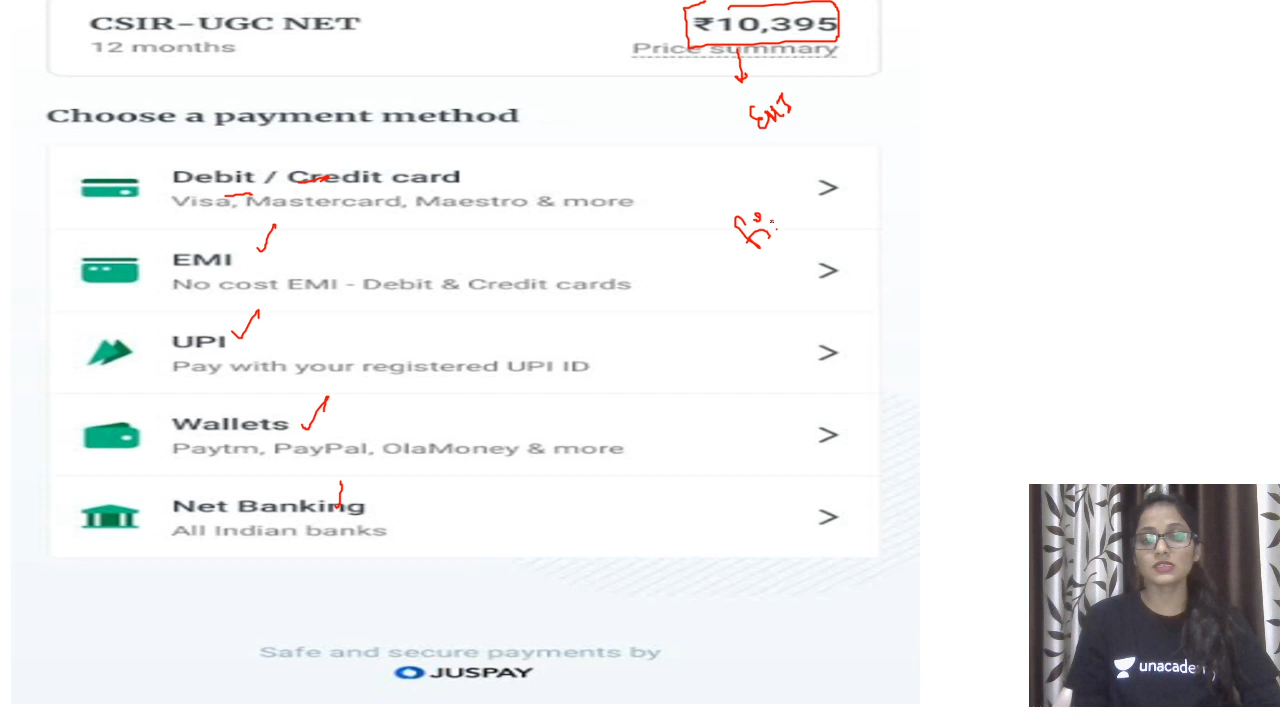 CSIR-UGC NET
₹10,395
12 months
Price summary
EMI
Choose a payment method
Debit / Credit card
Visa, Mastercard, Maestro & more
EMI
No cost EMI - Debit & Credit cards
UPI
Pay with your registered UPI ID
Wallets
Paytm, PayPal, OlaMoney & more
Net Banking
All Indian banks
Safe and secure payments by
JUSPAY